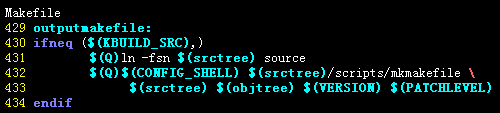 Makefile
429 outputmakefile:
430 ifneq ($(KBUILD_SRC),)
431         $(Q)ln -fsn $(srctree) source
432         $(Q)$(CONFIG_SHELL) $(srctree)/scripts/mkmakefile \
433             $(srctree) $(objtree) $(VERSION) $(PATCHLEVEL)
434 endif